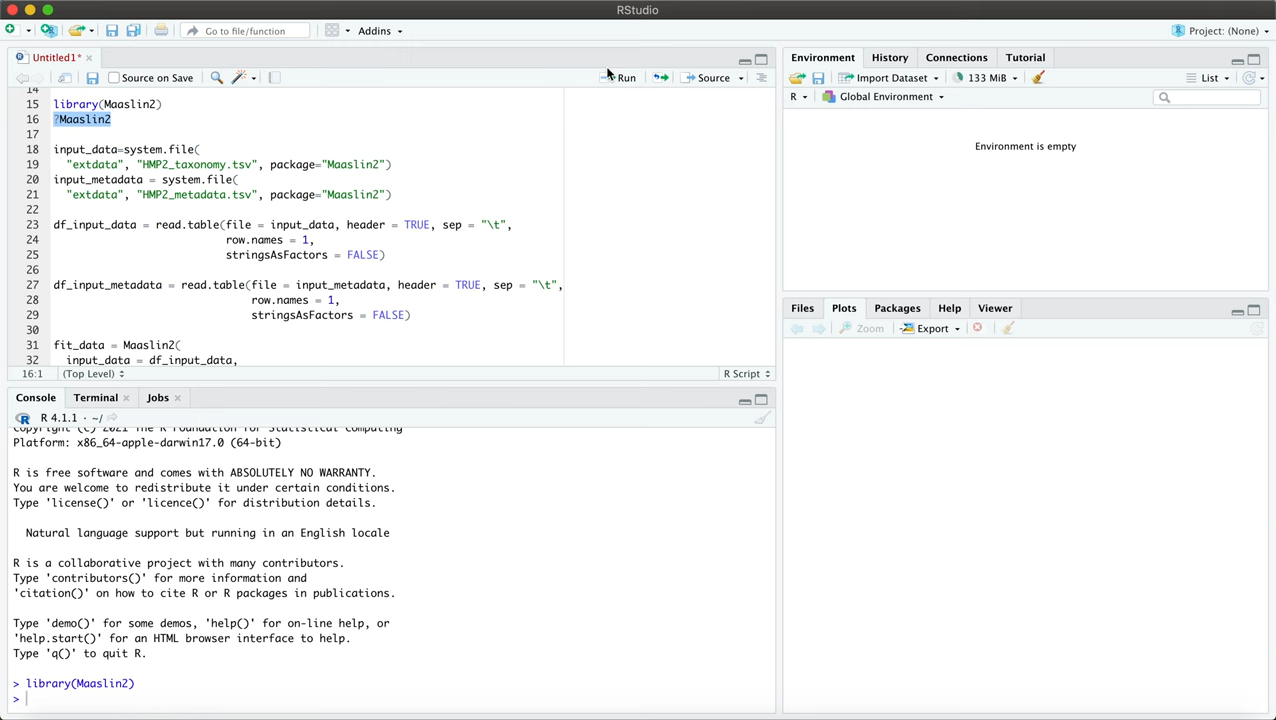 RStudio
Go to file/function
Addins
Project: (None)
Untitled1*
Source on Save
Run
Source
14
15 library(Maaslin2)
16 ?Maaslin2
17
18 input_data=system.file(
19 "extdata", "HMP2_taxonomy.tsv", package="Maaslin2")
20 input_metadata = system.file(
21 "extdata", "HMP2_metadata.tsv", package="Maaslin2")
22
23 df_input_data = read.table(file = input_data, header = TRUE, sep = "\t",
24 row.names = 1,
25 stringsAsFactors = FALSE)
26
27 df_input_metadata = read.table(file = input_metadata, header = TRUE, sep = "\t",
28 row.names = 1,
29 stringsAsFactors = FALSE)
30
31 fit_data = Maaslin2(
32 input_data = df_input_data,
16:1 (Top Level) R Script
Console Terminal Jobs
R 4.1.1 · ~/
Copyright (C) 2021 The R Foundation for Statistical Computing
Platform: x86_64-apple-darwin17.0 (64-bit)
R is free software and comes with ABSOLUTELY NO WARRANTY.
You are welcome to redistribute it under certain conditions.
Type 'license()' or 'licence()' for distribution details.
Natural language support but running in an English locale
R is a collaborative project with many contributors.
Type 'contributors()' for more information and
'citation()' on how to cite R or R packages in publications.
Type 'demo()' for some demos, 'help()' for on-line help, or
'help.start()' for an HTML browser interface to help.
Type 'q()' to quit R.
> library(Maaslin2)
>
Environment History Connections Tutorial
Import Dataset 133 MiB List
R Global Environment
Environment is empty
Files Plots Packages Help Viewer
Zoom Export